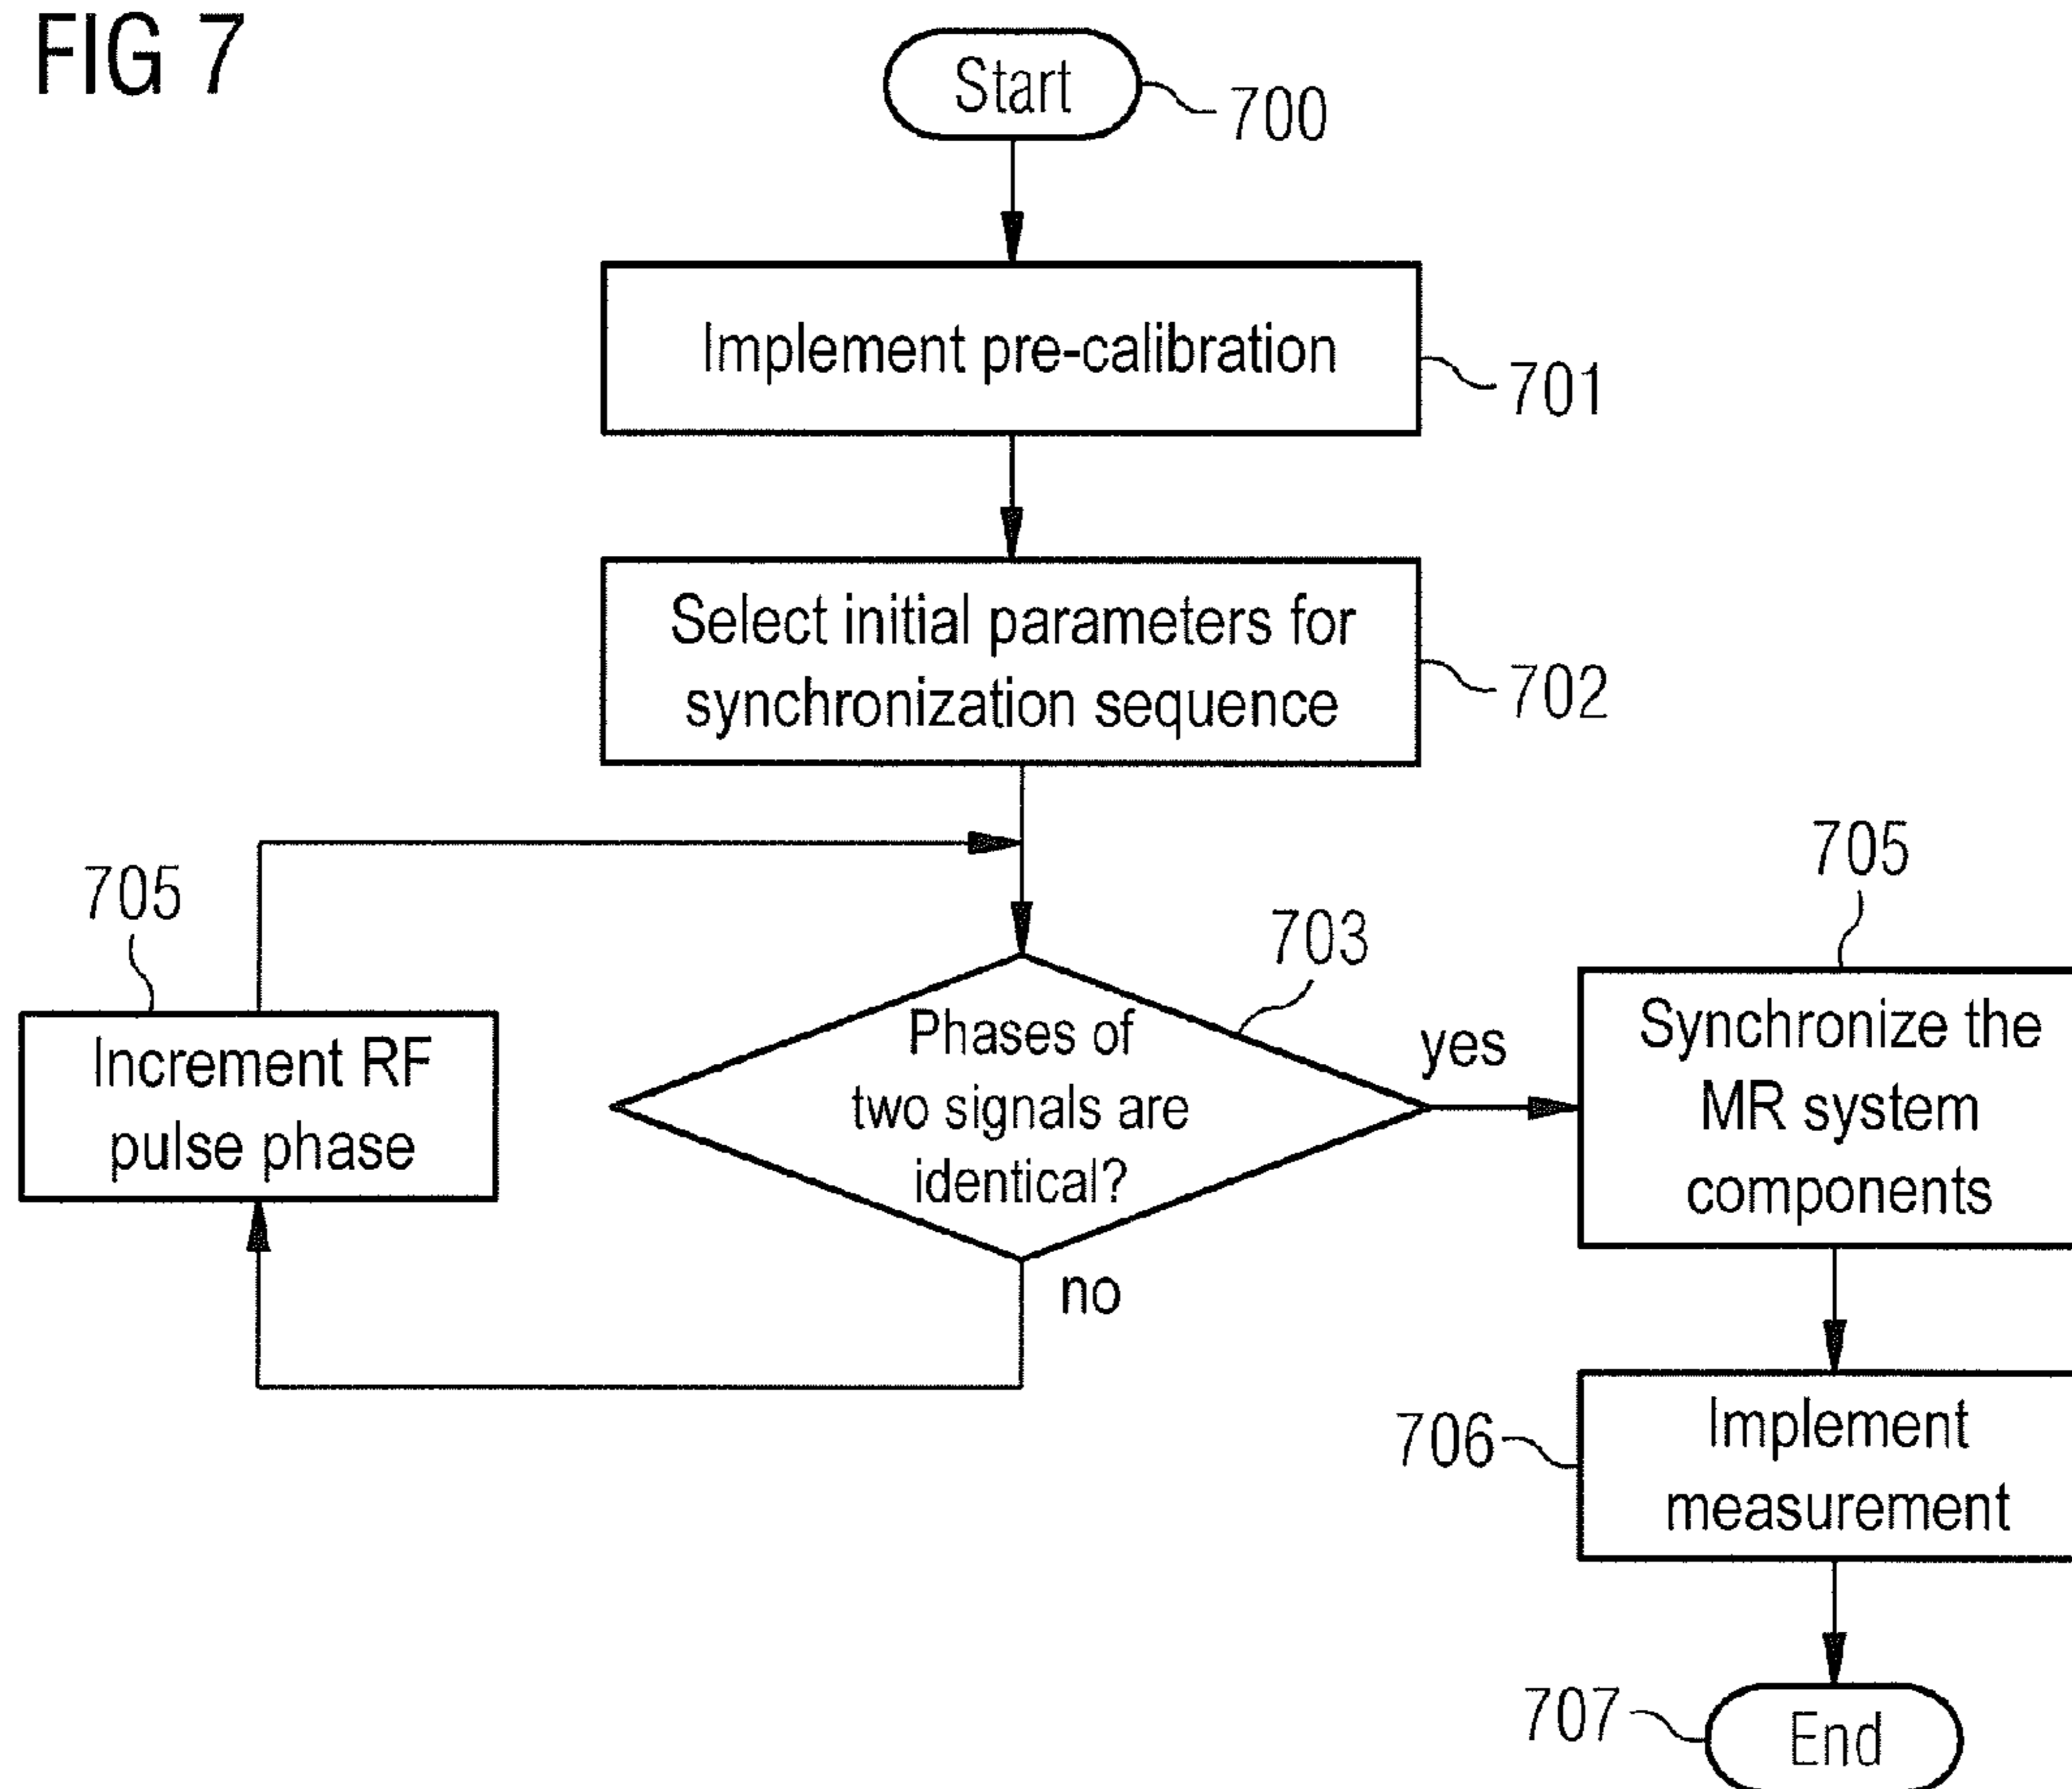 FIG 7
Start
700
Implement pre-calibration
701
Select initial parameters for
synchronization sequence
702
705
Increment RF
pulse phase
703
Phases of
two signals are
identical?
yes
no
705
Synchronize the
MR system
components
706
Implement
measurement
707
End